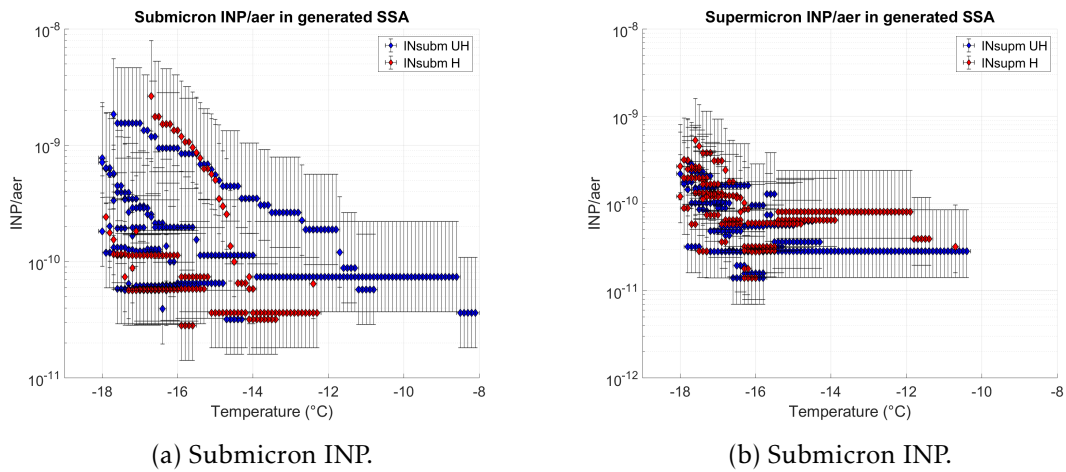 Submicron INP/aer in generated SSA
10⁻⁸
10⁻⁹
10⁻¹⁰
10⁻¹¹
INP/aer
INsubm UH
INsubm H
-18 -16 -14 -12 -10 -8
Temperature (°C)
(a) Submicron INP.
Supermicron INP/aer in generated SSA
10⁻⁸
10⁻⁹
10⁻¹⁰
10⁻¹¹
10⁻¹²
INP/aer
INsupm UH
INsupm H
-18 -16 -14 -12 -10 -8
Temperature (°C)
(b) Submicron INP.